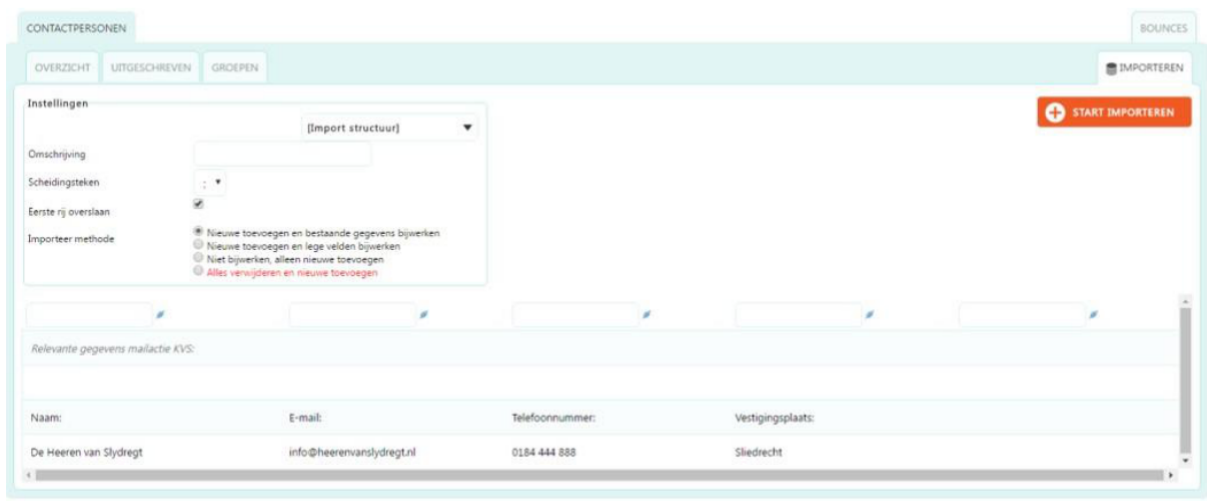 CONTACTPERSONEN
BOUNCES
OVERZICHT UITGESCHREVEN GROEPEN
IMPORTEREN
Instellingen
START IMPORTEREN
[Import structuur]
Omschrijving
Scheidingsteken ;
Eerste rij overslaan
Importeer methode
Nieuwe toevoegen en bestaande gegevens bijwerken
Nieuwe toevoegen en lege velden bijwerken
Niet bijwerken, alleen nieuwe toevoegen
Alles verwijderen en nieuwe toevoegen
Relevante gegevens mailactie KVS:
Naam: E-mail: Telefoonnummer: Vestigingsplaats:
De Heeren van Slydregt info@heerenvanslydregt.nl 0184 444 888 Sliedrecht